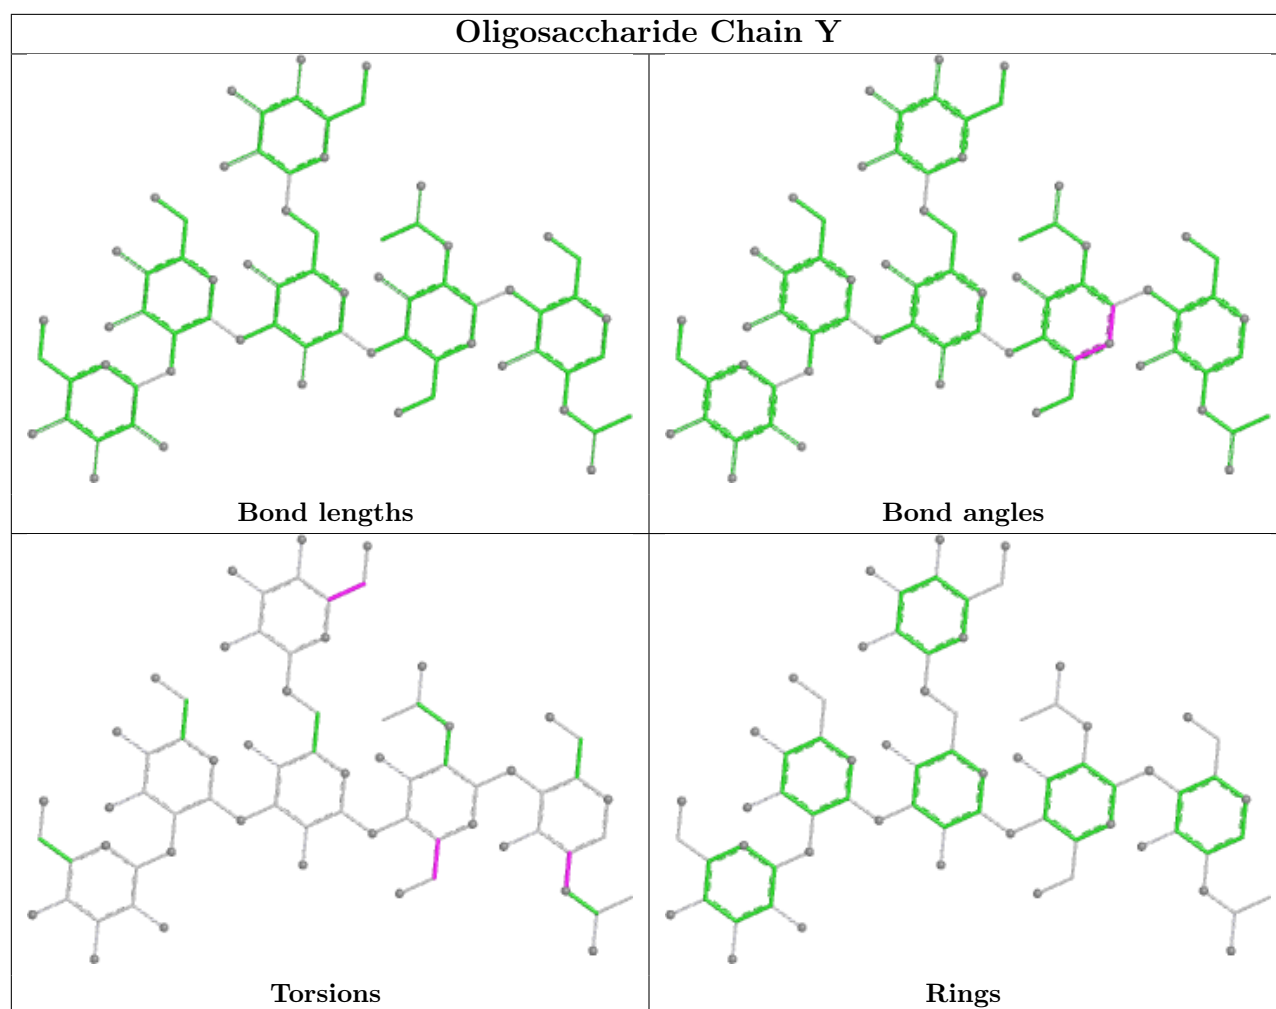 Oligosaccharide Chain Y
Bond lengths
Bond angles
Torsions
Rings